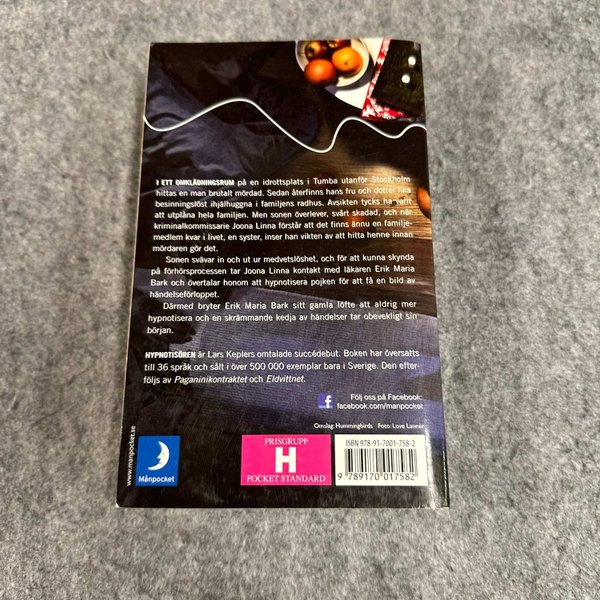 I ETT OMKLÄDNINGSRUM på en idrottsplats i Tumba utanför Stockholm
hittas en man brutalt mördad. Sedan återfinns hans fru och dotter lika
besinningslöst ihjälhuggna i familjens radhus. Avsikten tycks ha varit
att utplåna hela familjen. Men sonen överlever, svårt skadad, och när
kriminalkommissarie Joona Linna förstår att det finns ännu en familje-
medlem kvar i livet, en syster, inser han vikten av att hitta henne innan
mördaren gör det.
Sonen svävar in och ut ur medvetslöshet, och för att kunna skynda
på förhörsprocessen tar Joona Linna kontakt med läkaren Erik Maria
Bark och övertalar honom att hypnotisera pojken för att få en bild av
händelseförloppet.
Därmed bryter Erik Maria Bark sitt gamla löfte att aldrig mer
hypnotisera och en skrämmande kedja av händelser tar obevekligt sin
början.
HYPNOTISÖREN är Lars Keplers omtalade succédebut. Boken har översatts
till 36 språk och sålt i över 500 000 exemplar bara i Sverige. Den efter-
följs av Paganinikontraktet och Eldvittnet.
Följ oss på Facebook:
facebook.com/manpocket
Omslag: Hummingbirds Foto: Love Lannér
www.manpocket.se
Månpocket
PRISGRUPP
H
POCKET STANDARD
ISBN 978-91-7001-758-2
9 789170 017582